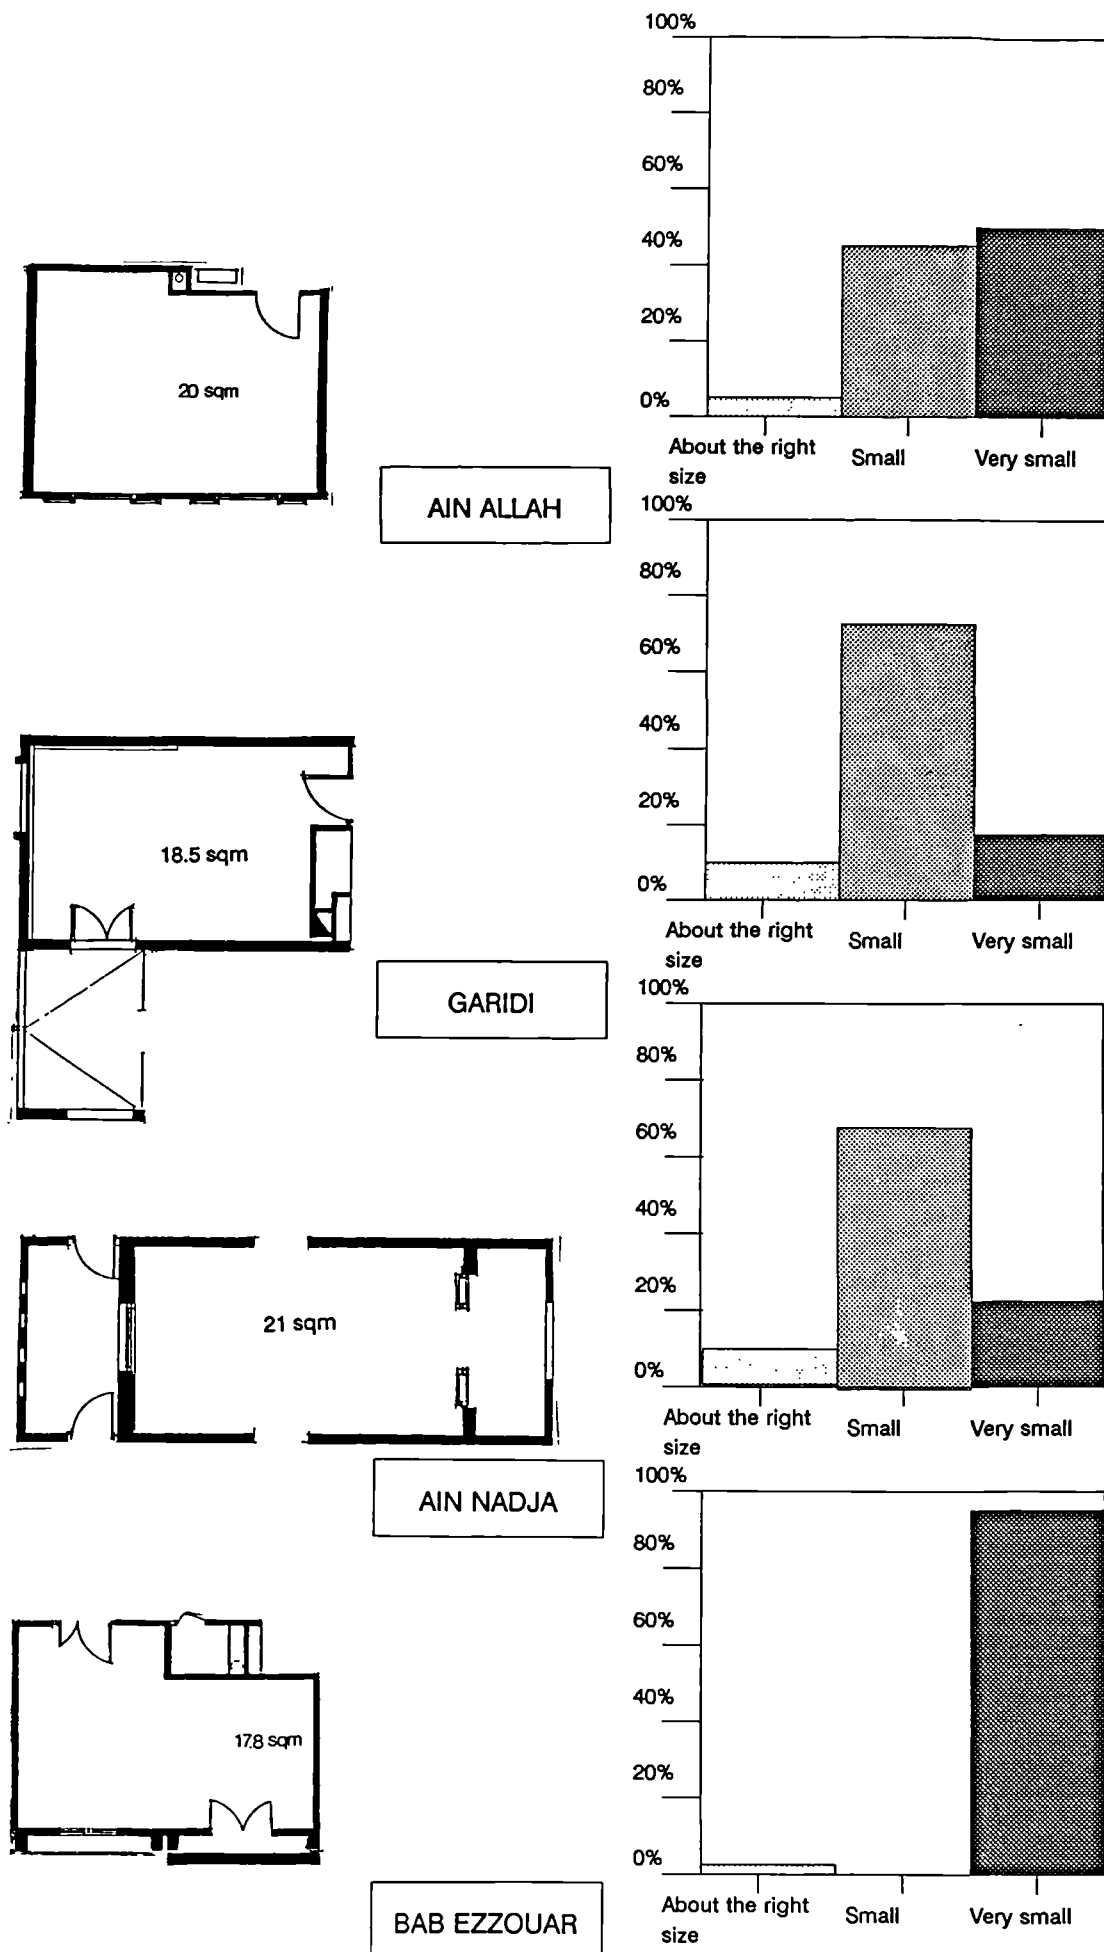 100%
80%
60%
40%
20%
0%
About the right
size
Small
Very small
20 sqm
AIN ALLAH
100%
80%
60%
40%
20%
0%
About the right
size
Small
Very small
18.5 sqm
GARIDI
100%
80%
60%
40%
20%
0%
About the right
size
Small
Very small
21 sqm
AIN NADJA
100%
80%
60%
40%
20%
0%
About the right
size
Small
Very small
17.8 sqm
BAB EZZOUAR